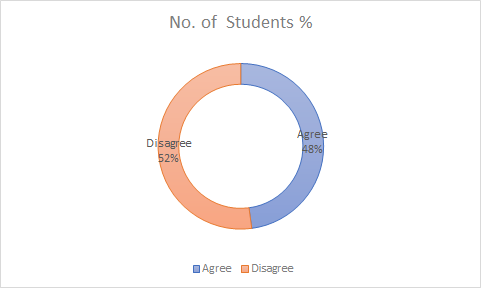 No. of  Students %
Agree
48%
Disagree
52%
Agree
Disagree